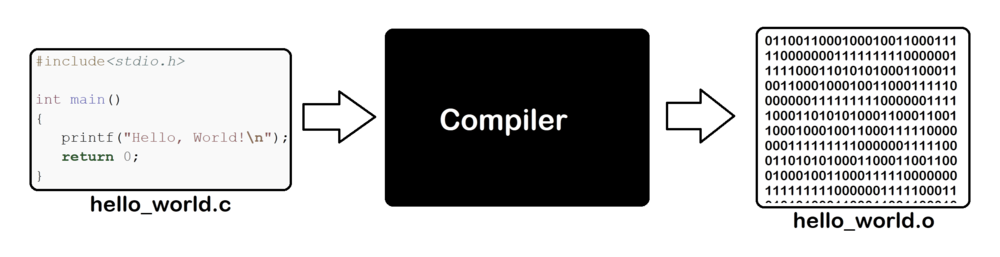 #include<stdio.h>
int main()
{
printf("Hello, World!\n");
return 0;
}
hello_world.c
Compiler
0110011000100010011000111
1100000001111111110000001
1111000110101010001100011
001100010001001100011110
0000001111111110000001111
1000110101010001100011001
1000100010011000111110000
0001111111110000001111100
0110101010001100011001100
0100010011000111110000000
1111111110000001111100011
hello_world.o